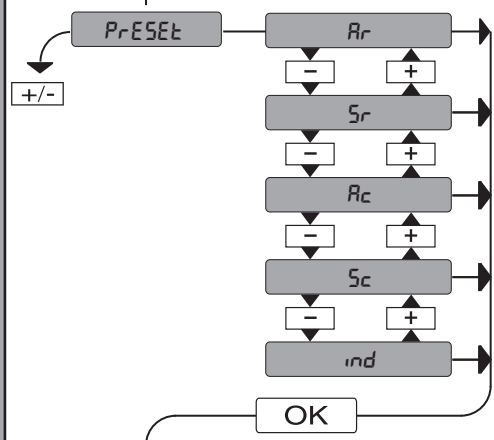 PrESEt Ar
+/- - +
Sr
- +
Ac
- +
Sc
- +
ind
OK